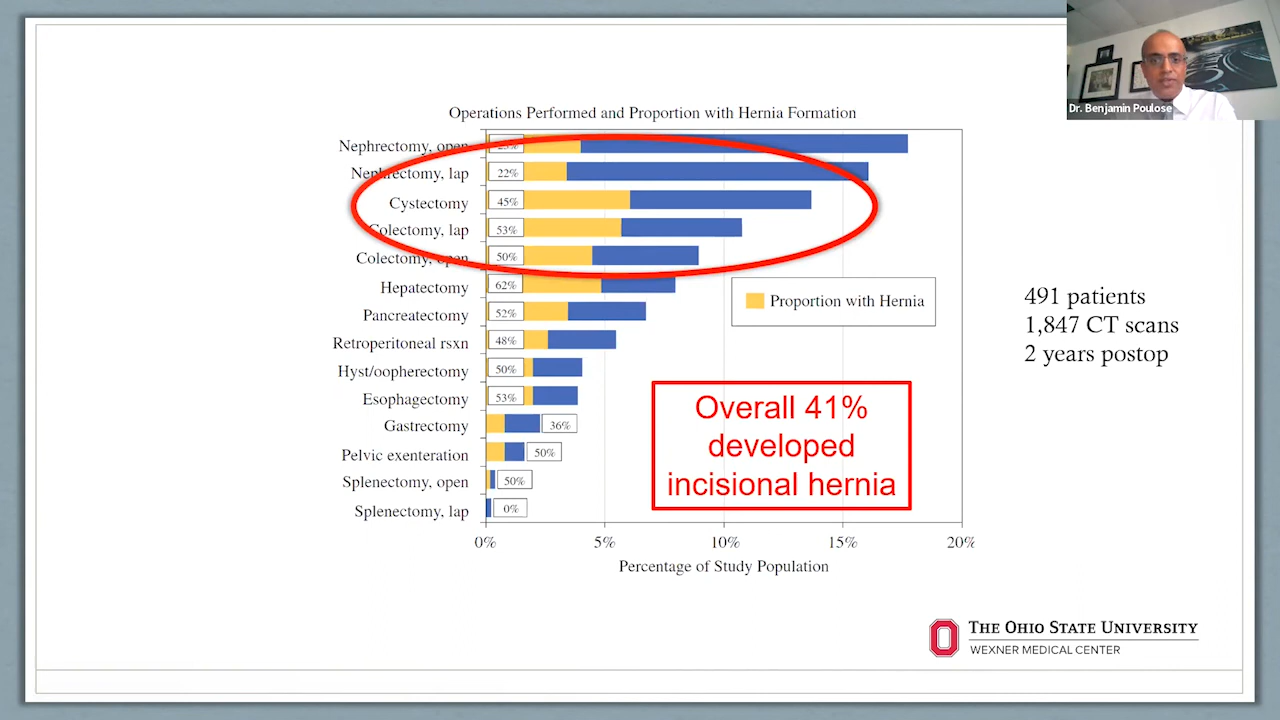 Dr. Benjamin Poulose
Operations Performed and Proportion with Hernia Formation
Nephrectomy, open
Nephrectomy, lap 22%
Cystectomy 45%
Colectomy, lap 53%
Colectomy, open 50%
Hepatectomy 62%
Pancreatectomy 52%
Retroperitoneal rsxn 48%
Hyst/oopherectomy 50%
Esophagectomy 53%
Gastrectomy 36%
Pelvic exenteration 50%
Splenectomy, open 50%
Splenectomy, lap 0%
0% 5% 10% 15% 20%
Percentage of Study Population
Proportion with Hernia
Overall 41%
developed
incisional hernia
491 patients
1,847 CT scans
2 years postop
THE OHIO STATE UNIVERSITY
WEXNER MEDICAL CENTER